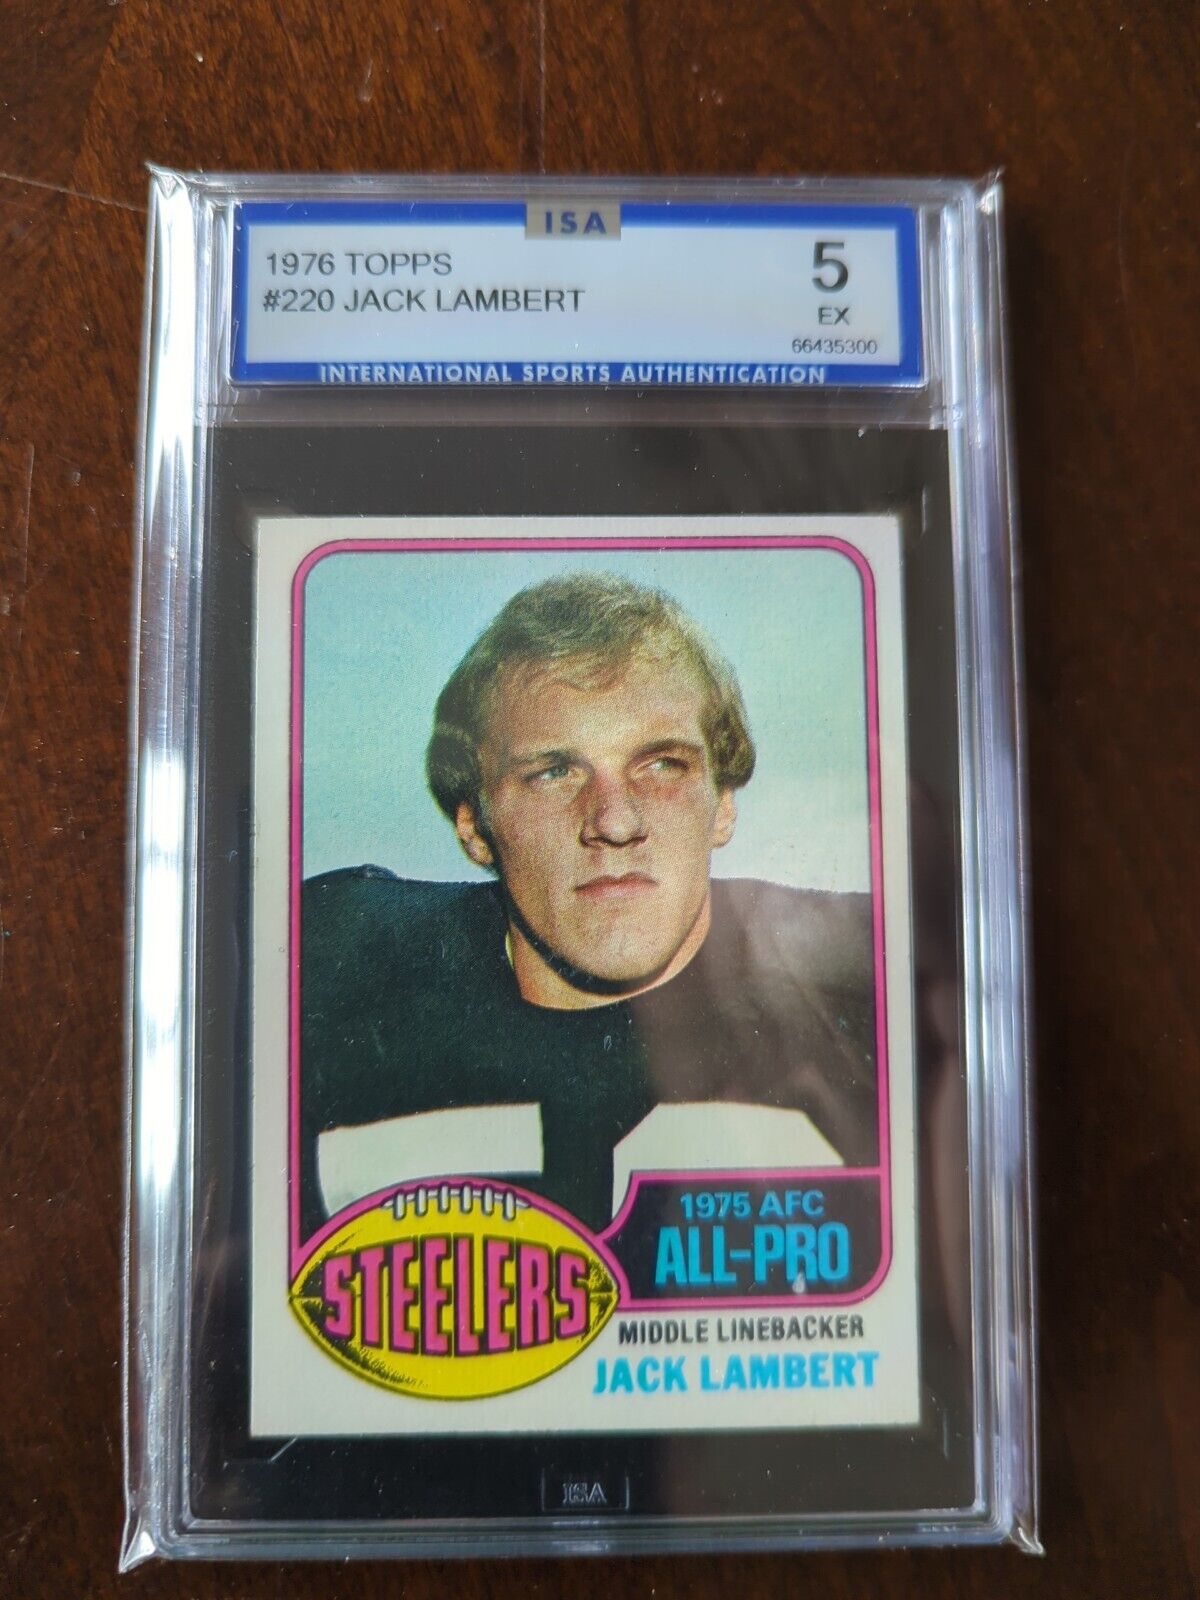 ISA
1976 TOPPS
#220 JACK LAMBERT
5
EX
66435300
INTERNATIONAL SPORTS AUTHENTICATION
1975 AFC
ALL-PRO
STEELERS
MIDDLE LINEBACKER
JACK LAMBERT
ISA